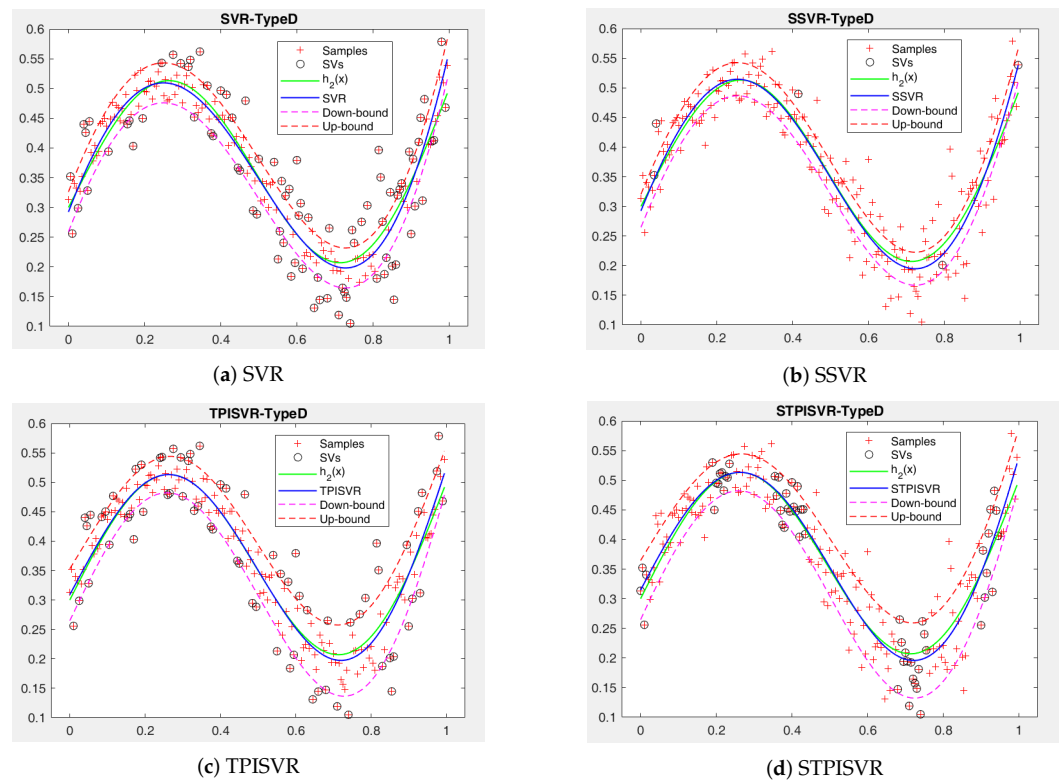 SVR-TypeD
0.6
0.55
0.5
0.45
0.4
0.35
0.3
0.25
0.2
0.15
0.1
0 0.2 0.4 0.6 0.8 1
Samples
SVs
h2(x)
SVR
Down-bound
Up-bound
(a) SVR
SSVR-TypeD
0.6
0.55
0.5
0.45
0.4
0.35
0.3
0.25
0.2
0.15
0.1
0 0.2 0.4 0.6 0.8 1
Samples
SVs
h2(x)
SSVR
Down-bound
Up-bound
(b) SSVR
TPISVR-TypeD
0.6
0.55
0.5
0.45
0.4
0.35
0.3
0.25
0.2
0.15
0.1
0 0.2 0.4 0.6 0.8 1
Samples
SVs
h2(x)
TPISVR
Down-bound
Up-bound
(c) TPISVR
STPISVR-TypeD
0.6
0.55
0.5
0.45
0.4
0.35
0.3
0.25
0.2
0.15
0.1
0 0.2 0.4 0.6 0.8 1
Samples
SVs
h2(x)
STPISVR
Down-bound
Up-bound
(d) STPISVR